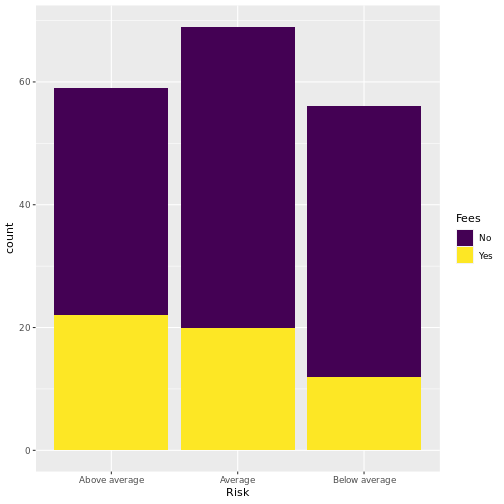 60
40
20
0
count
Above average
Average
Below average
Risk
Fees
No
Yes